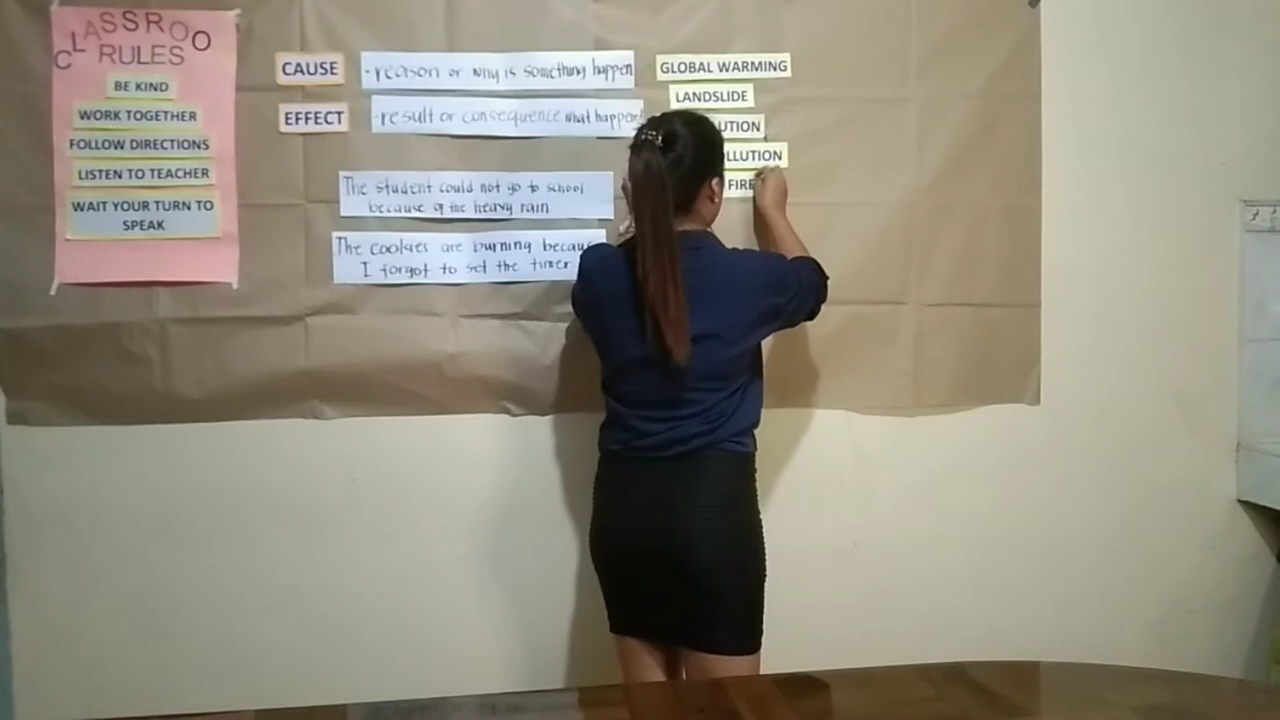 CLASSROO
RULES
BE KIND
WORK TOGETHER
FOLLOW DIRECTIONS
LISTEN TO TEACHER
WAIT YOUR TURN TO
SPEAK
CAUSE
-reason or why is something happen
EFFECT
-result or consequence what happen
The student could not go to school
because of the heavy rain
The cookies are burning becau
I forgot to set the timer
GLOBAL WARMING
LANDSLIDE
UTION
LLUTION
FIRE